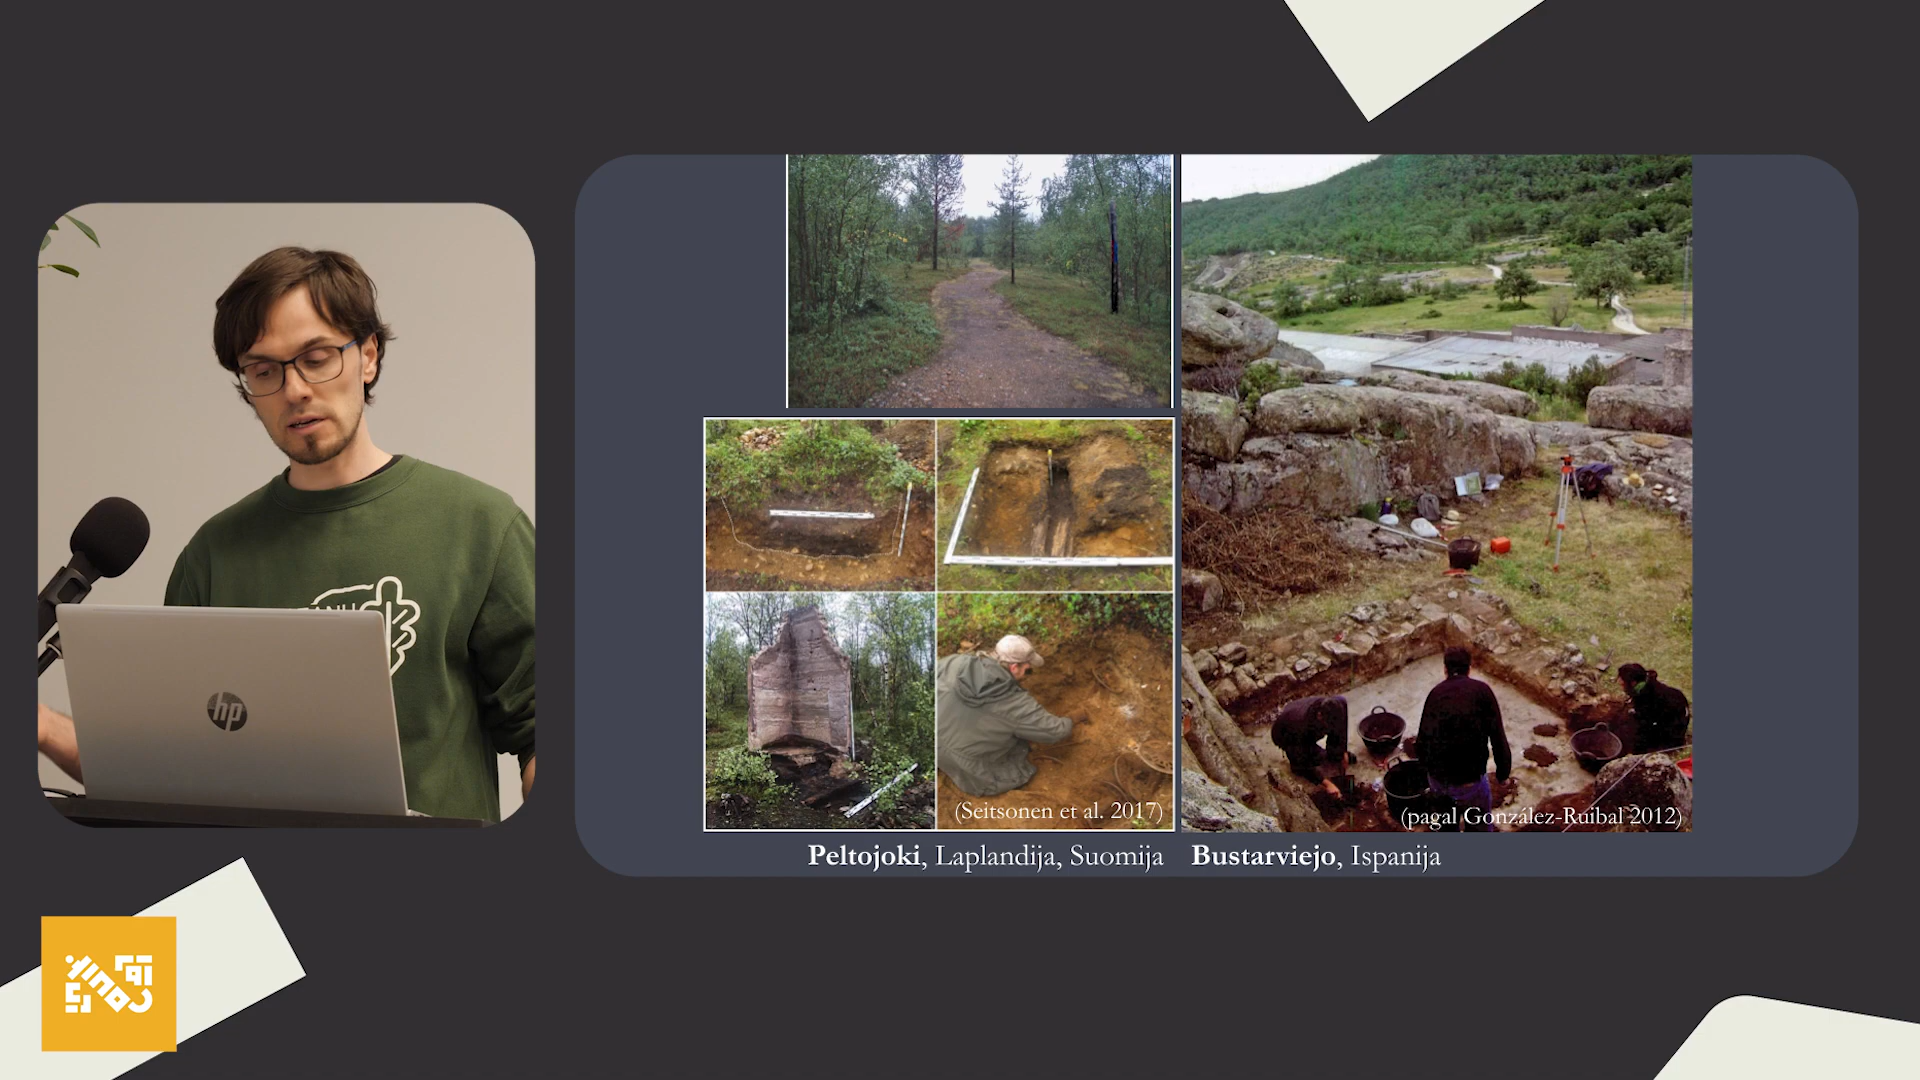 hp
(Seitsonen et al. 2017)
(pagal González-Ruibal 2012)
Peltojoki, Laplandija, Suomija
Bustarviejo, Ispanija